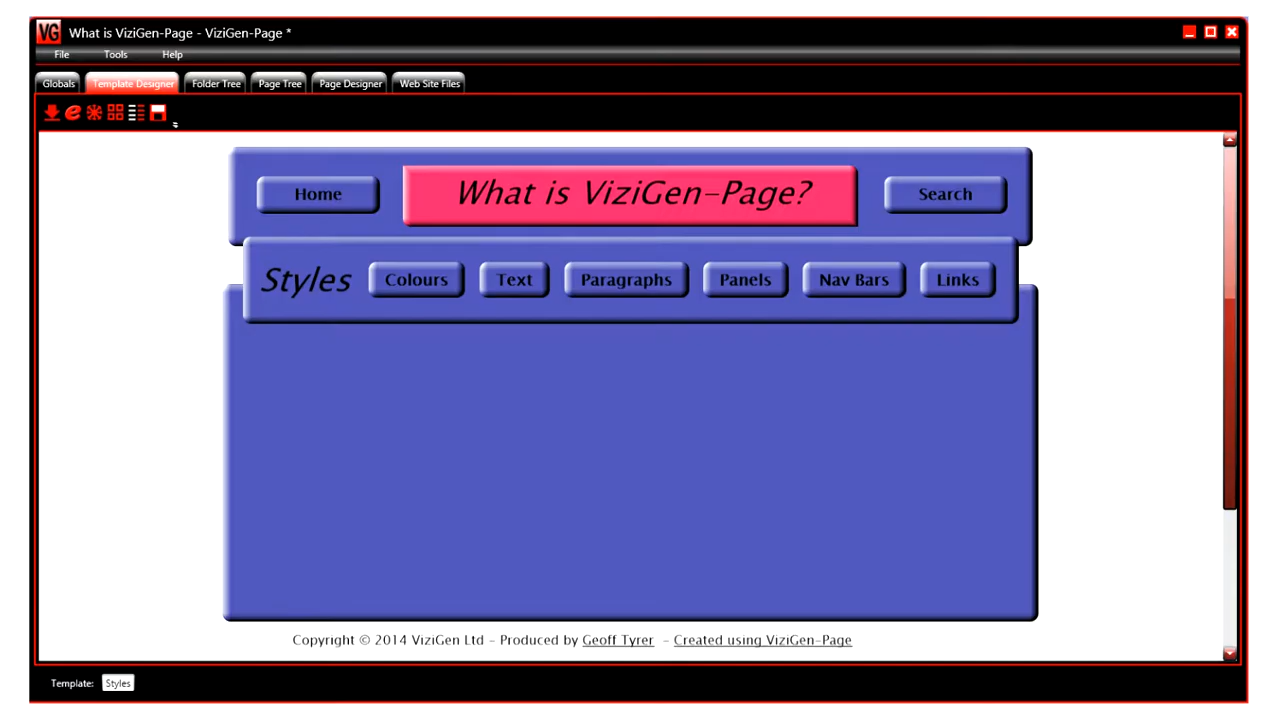 VG What is ViziGen-Page - ViziGen-Page *
File Tools Help
Globals Template Designer Folder Tree Page Tree Page Designer Web Site Files
Home What is ViziGen-Page? Search
Styles Colours Text Paragraphs Panels Nav Bars Links
Copyright © 2014 ViziGen Ltd - Produced by Geoff Tyrer - Created using ViziGen-Page
Template: Styles